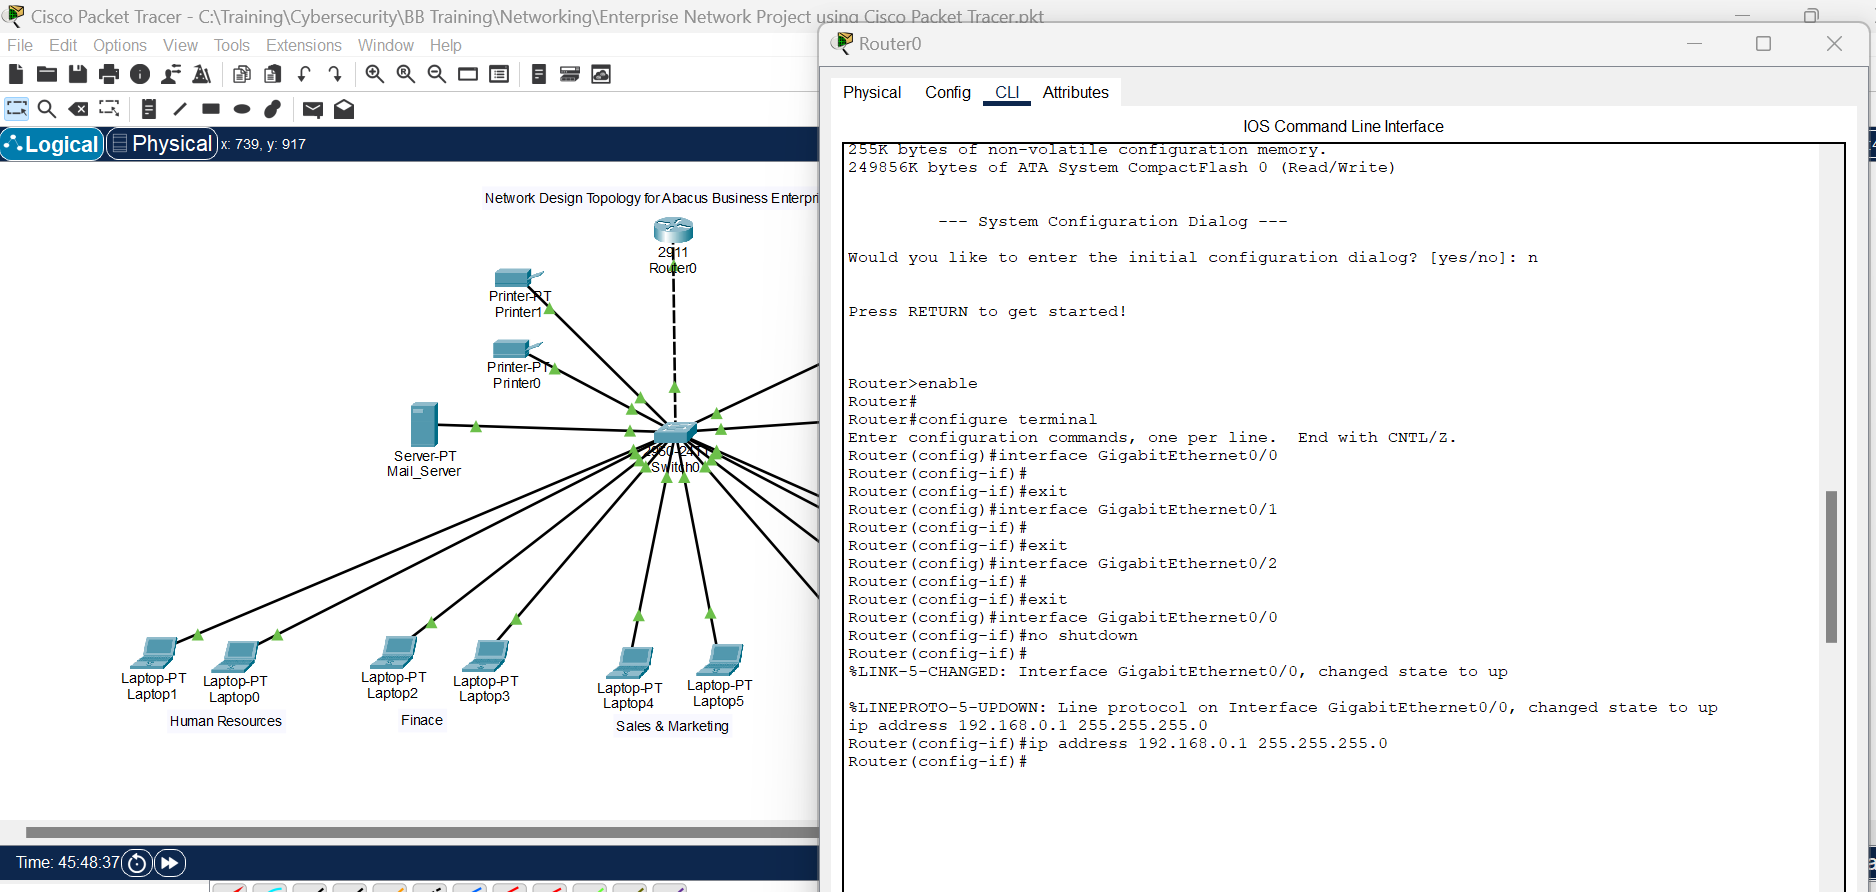 Cisco Packet Tracer - C:\Training\Cybersecurity\BB Training\Networking\Enterprise Network Project using Cisco Packet Tracer.pkt
File Edit Options View Tools Extensions Window Help
Logical Physical x: 739, y: 917
Network Design Topology for Abacus Business Enterpri
2911
Router0
Printer-PT
Printer1
Printer-PT
Printer0
Server-PT
Mail_Server
Switch0
Laptop-PT
Laptop1
Laptop-PT
Laptop0
Human Resources
Laptop-PT
Laptop2
Laptop-PT
Laptop3
Finace
Laptop-PT
Laptop4
Laptop-PT
Laptop5
Sales & Marketing
Time: 45:48:37
Router0
Physical Config CLI Attributes
IOS Command Line Interface
255K bytes of non-volatile configuration memory.
249856K bytes of ATA System CompactFlash 0 (Read/Write)
--- System Configuration Dialog ---
Would you like to enter the initial configuration dialog? [yes/no]: n
Press RETURN to get started!
Router>enable
Router#
Router#configure terminal
Enter configuration commands, one per line.  End with CNTL/Z.
Router(config)#interface GigabitEthernet0/0
Router(config-if)#
Router(config-if)#exit
Router(config)#interface GigabitEthernet0/1
Router(config-if)#
Router(config-if)#exit
Router(config)#interface GigabitEthernet0/2
Router(config-if)#
Router(config-if)#exit
Router(config)#interface GigabitEthernet0/0
Router(config-if)#no shutdown
Router(config-if)#
%LINK-5-CHANGED: Interface GigabitEthernet0/0, changed state to up
%LINEPROTO-5-UPDOWN: Line protocol on Interface GigabitEthernet0/0, changed state to up
ip address 192.168.0.1 255.255.255.0
Router(config-if)#ip address 192.168.0.1 255.255.255.0
Router(config-if)#